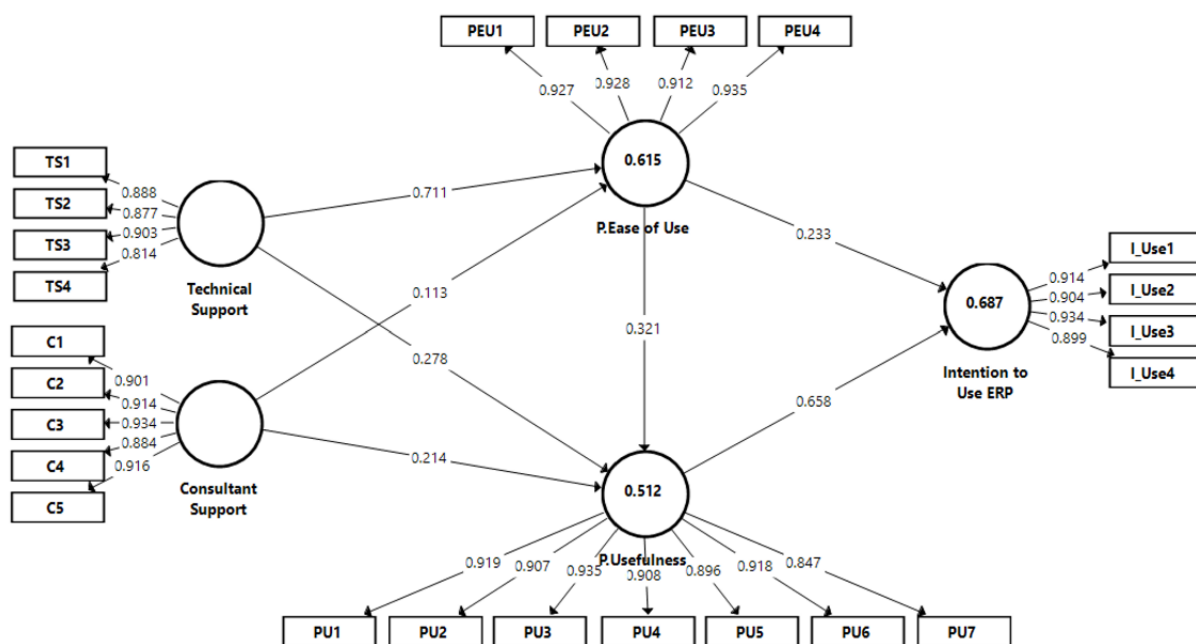 PEU1
PEU2
PEU3
PEU4
0.927
0.928
0.912
0.935
TS1
TS2
TS3
TS4
0.888
0.877
0.903
0.814
Technical
Support
0.711
0.615
P.Ease of Use
0.233
0.113
0.278
0.321
I_Use1
I_Use2
I_Use3
I_Use4
0.914
0.904
0.934
0.899
0.687
Intention to
Use ERP
C1
C2
C3
C4
C5
0.901
0.914
0.934
0.884
0.916
Consultant
Support
0.214
0.658
0.512
P.Usefulness
0.919
0.907
0.935
0.908
0.896
0.918
0.847
PU1
PU2
PU3
PU4
PU5
PU6
PU7